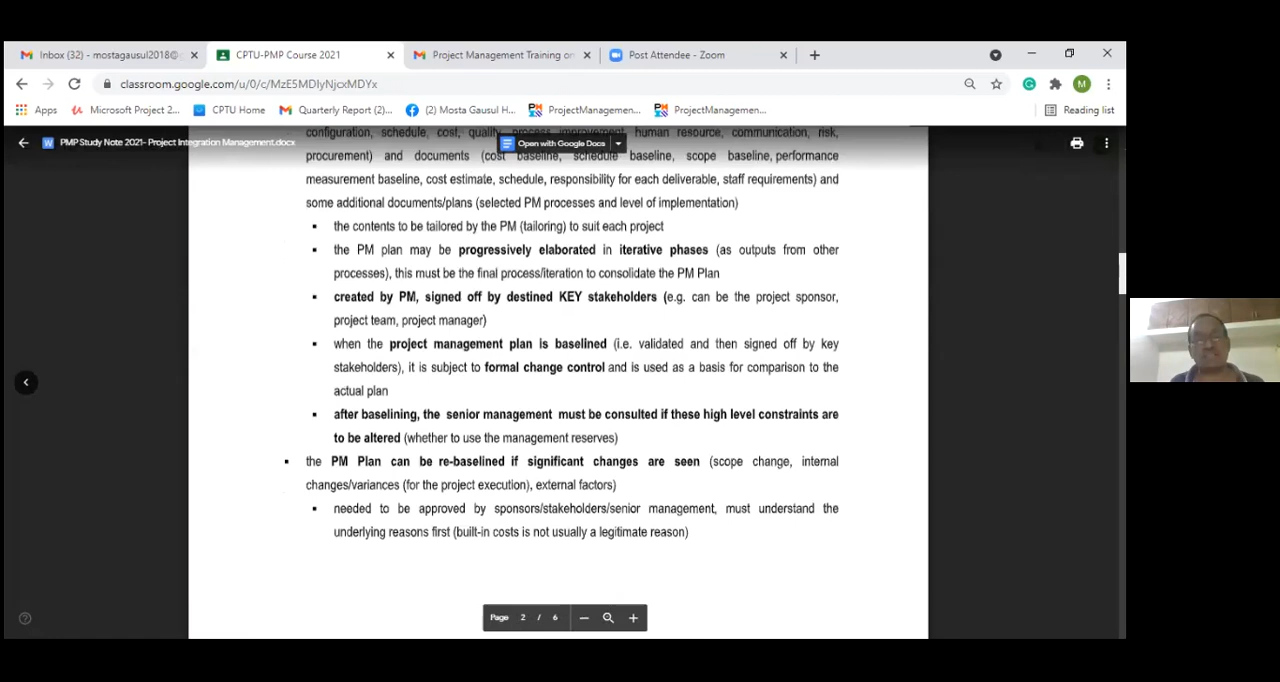 Inbox (32) - mostagausul2018@
CPTU-PMP Course 2021
Project Management Training on
Post Attendee - Zoom
classroom.google.com/u/0/c/MzE5MDIyNjcxMDYx
Apps
Microsoft Project 2...
CPTU Home
Quarterly Report (2)...
(2) Mosta Gausul H...
ProjectManagemen...
ProjectManagemen...
Reading list
PMP Study Note 2021- Project Integration Management.docx
Open with Google Docs
configuration, schedule, cost, quality, process improvement, human resource, communication, risk,
procurement) and documents (cost baseline, schedule baseline, scope baseline, performance
measurement baseline, cost estimate, schedule, responsibility for each deliverable, staff requirements) and
some additional documents/plans (selected PM processes and level of implementation)
▪ the contents to be tailored by the PM (tailoring) to suit each project
▪ the PM plan may be progressively elaborated in iterative phases (as outputs from other
processes), this must be the final process/iteration to consolidate the PM Plan
▪ created by PM, signed off by destined KEY stakeholders (e.g. can be the project sponsor,
project team, project manager)
▪ when the project management plan is baselined (i.e. validated and then signed off by key
stakeholders), it is subject to formal change control and is used as a basis for comparison to the
actual plan
▪ after baselining, the senior management must be consulted if these high level constraints are
to be altered (whether to use the management reserves)
▪ the PM Plan can be re-baselined if significant changes are seen (scope change, internal
changes/variances (for the project execution), external factors)
▪ needed to be approved by sponsors/stakeholders/senior management, must understand the
underlying reasons first (built-in costs is not usually a legitimate reason)
Page 2 / 6